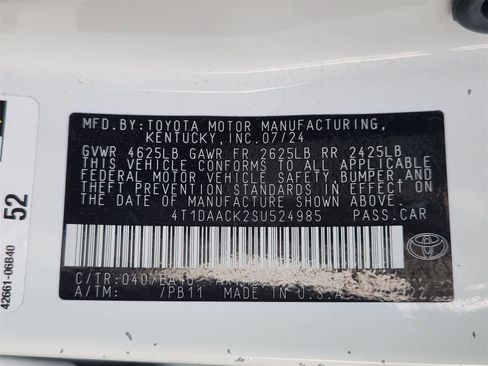 MFD.BY:TOYOTA MOTOR MANUFACTURING,
KENTUCKY, INC.07/24
GVWR 4625LB GAWR FR 2625LB RR 2425LB
THIS VEHICLE CONFORMS TO ALL APPLICABLE
FEDERAL MOTOR VEHICLE SAFETY,BUMPER,AND
THEFT PREVENTION STANDARDS IN EFFECT ON
THE DATE OF MANUFACTURE SHOWN ABOVE.
4T1DAACK2SU524985 PASS.CAR
TOYOTA
C/TR:
A/TM: /PB11 MADE IN U.S.A.
42661-06B40
52